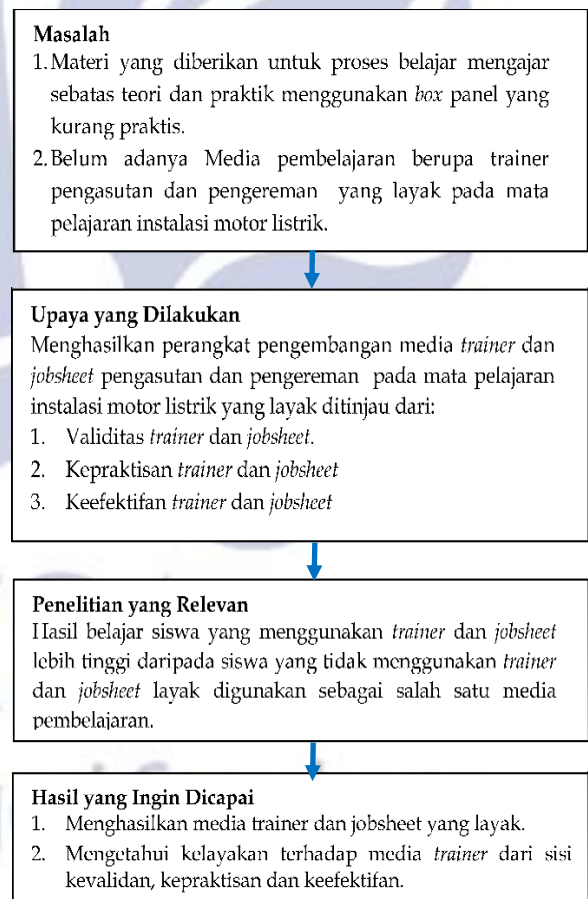 Masalah
1. Materi yang diberikan untuk proses belajar mengajar
sebatas teori dan praktik menggunakan box panel yang
kurang praktis.
2. Belum adanya Media pembelajaran berupa trainer
pengasutan dan pengereman yang layak pada mata
pelajaran instalasi motor listrik.
Upaya yang Dilakukan
Menghasilkan perangkat pengembangan media trainer dan
jobsheet pengasutan dan pengereman pada mata pelajaran
instalasi motor listrik yang layak ditinjau dari:
1. Validitas trainer dan jobsheet.
2. Kepraktisan trainer dan jobsheet
3. Keefektifan trainer dan jobsheet
Penelitian yang Relevan
Hasil belajar siswa yang menggunakan trainer dan jobsheet
lebih tinggi daripada siswa yang tidak menggunakan trainer
dan jobsheet layak digunakan sebagai salah satu media
pembelajaran.
Hasil yang Ingin Dicapai
1. Menghasilkan media trainer dan jobsheet yang layak.
2. Mengetahui kelayakan terhadap media trainer dari sisi
kevalidan, kepraktisan dan keefektifan.